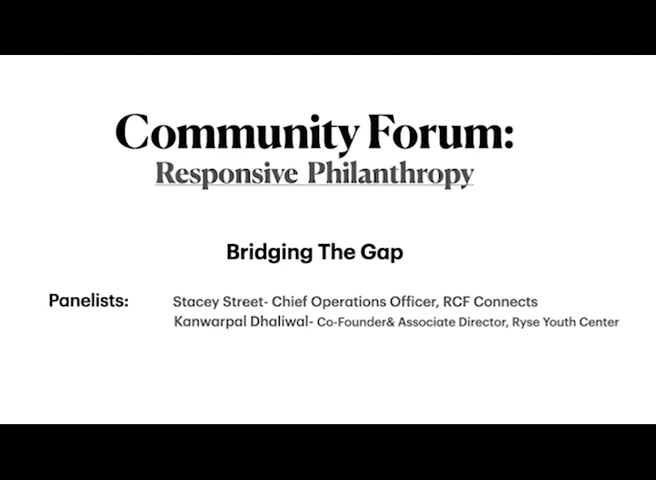 Community Forum:
Responsive Philanthropy
Bridging The Gap
Panelists: Stacey Street- Chief Operations Officer, RCF Connects
Kanwarpal Dhaliwal- Co-Founder& Associate Director, Ryse Youth Center